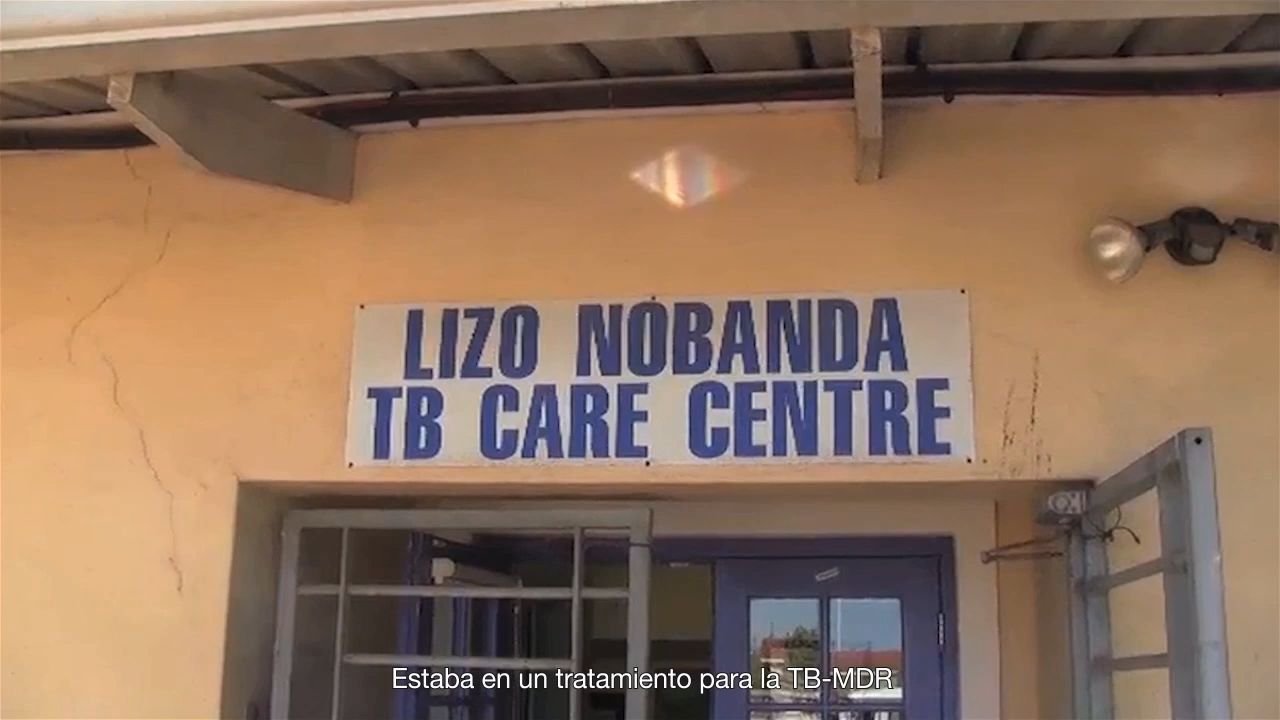 LIZO NOBANDA
TB CARE CENTRE
Estaba en un tratamiento para la TB-MDR